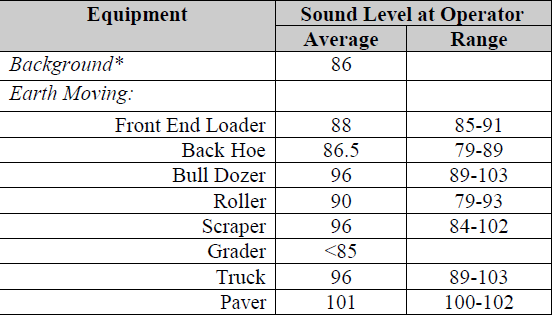 Equipment Sound Level at Operator
Average Range
Background* 86
Earth Moving:
Front End Loader 88 85-91
Back Hoe 86.5 79-89
Bull Dozer 96 89-103
Roller 90 79-93
Scraper 96 84-102
Grader <85
Truck 96 89-103
Paver 101 100-102